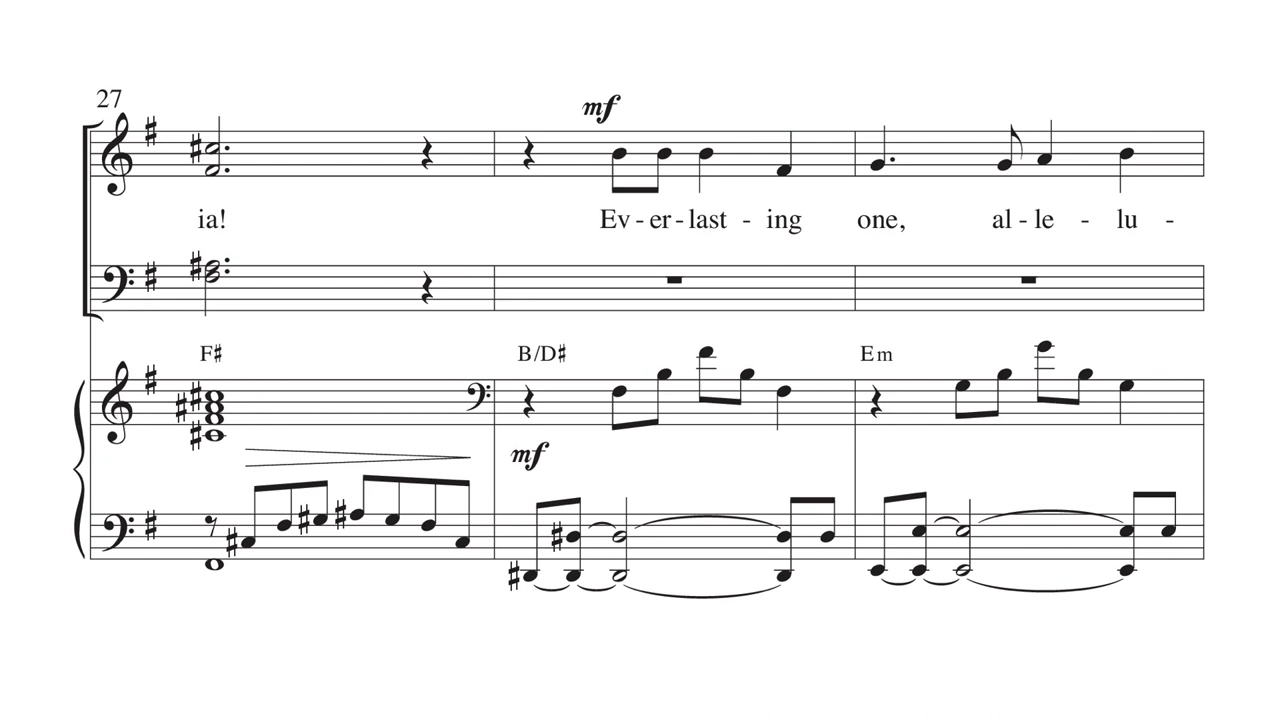 27
mf
ia! Ev - er - last - ing one, al - le - lu -
F♯ B/D♯ Em
mf